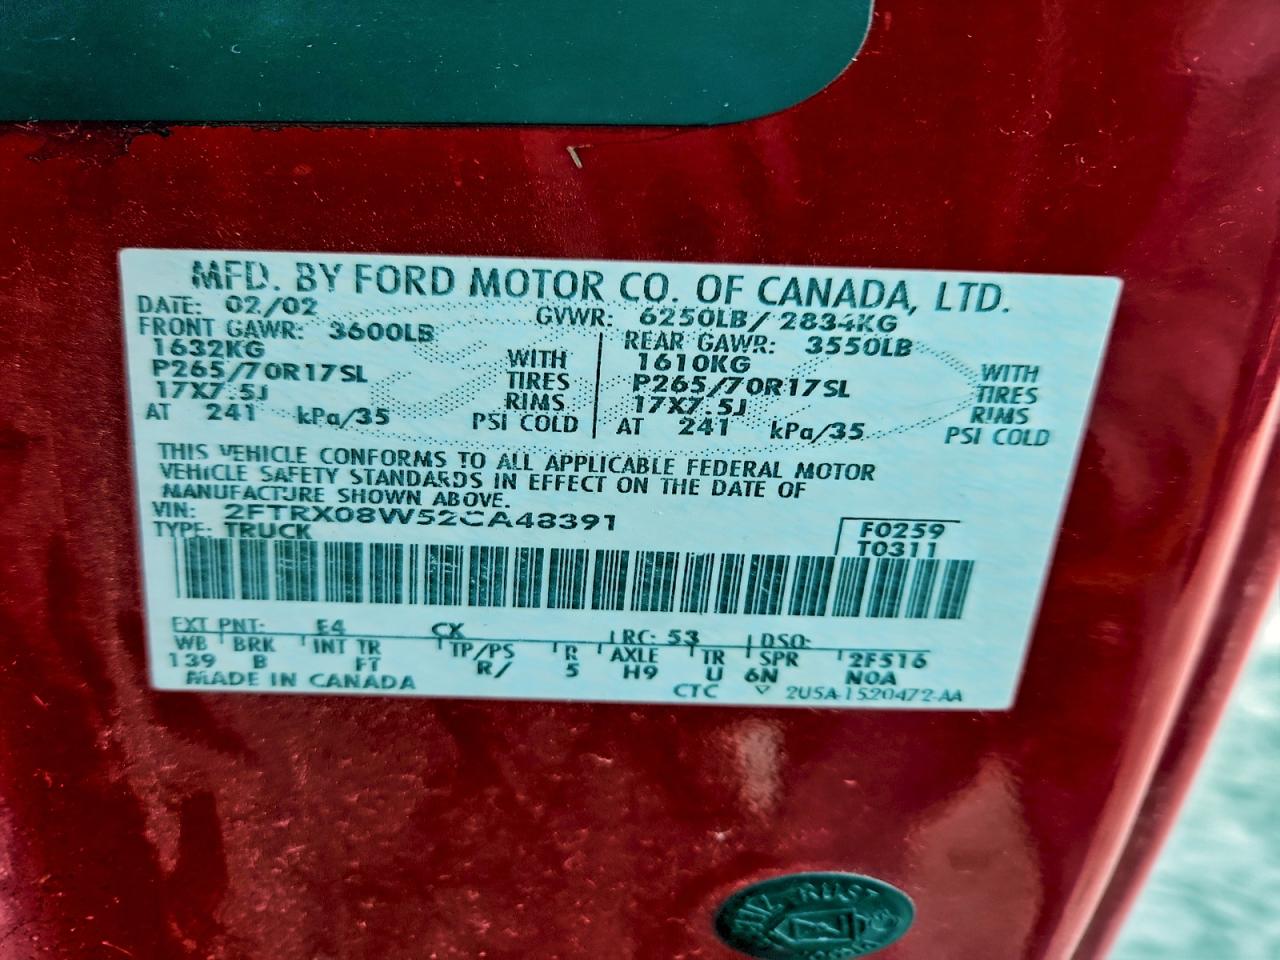 MFD. BY FORD MOTOR CO. OF CANADA, LTD.
DATE: 02/02 GVWR: 6250LB/ 2834KG
FRONT GAWR: 3600LB REAR GAWR: 3550LB
1632KG WITH 1610KG WITH
P265/70R17SL TIRES P265/70R17SL TIRES
17X7.5J RIMS 17X7.5J RIMS
AT 241 kPa/35 PSI COLD AT 241 kPa/35 PSI COLD
THIS VEHICLE CONFORMS TO ALL APPLICABLE FEDERAL MOTOR
VEHICLE SAFETY STANDARDS IN EFFECT ON THE DATE OF
MANUFACTURE SHOWN ABOVE.
VIN: 2FTRX08W52CA48391
TYPE: TRUCK F0259
T0311
EXT PNT: E4 CX RC: 53 DSO:
WB BRK INT TR TP/PS R AXLE TR SPR 2F516
139 B FT R/ 5 H9 U 6N NOA
MADE IN CANADA CTC 2U5A-1520472-AA
RUST